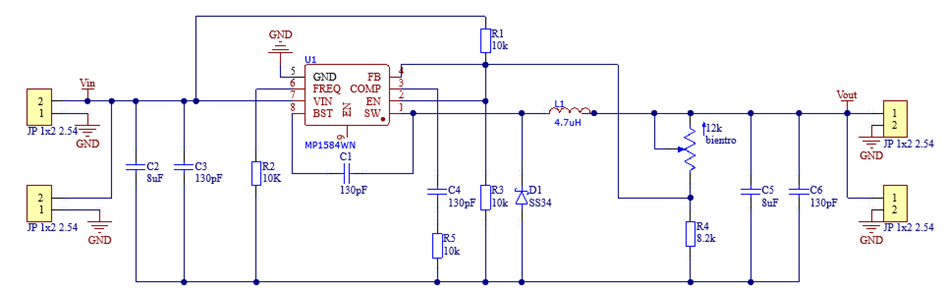 GND
R1
10k
U1
5
GND
FB
4
6
FREQ
COMP
3
7
VIN
EN
2
8
BST
SW
1
EN
9
MP1584WN
Vin
2
1
JP 1x2 2.54
GND
2
1
JP 1x2 2.54
GND
C2
8uF
C3
130pF
R2
10K
C1
130pF
C4
130pF
R5
10k
R3
10k
D1
SS34
L1
4.7uH
12k
bientro
R4
8.2k
C5
8uF
C6
130pF
Vout
1
2
JP 1x2 2.54
GND
1
2
JP 1x2 2.54
GND